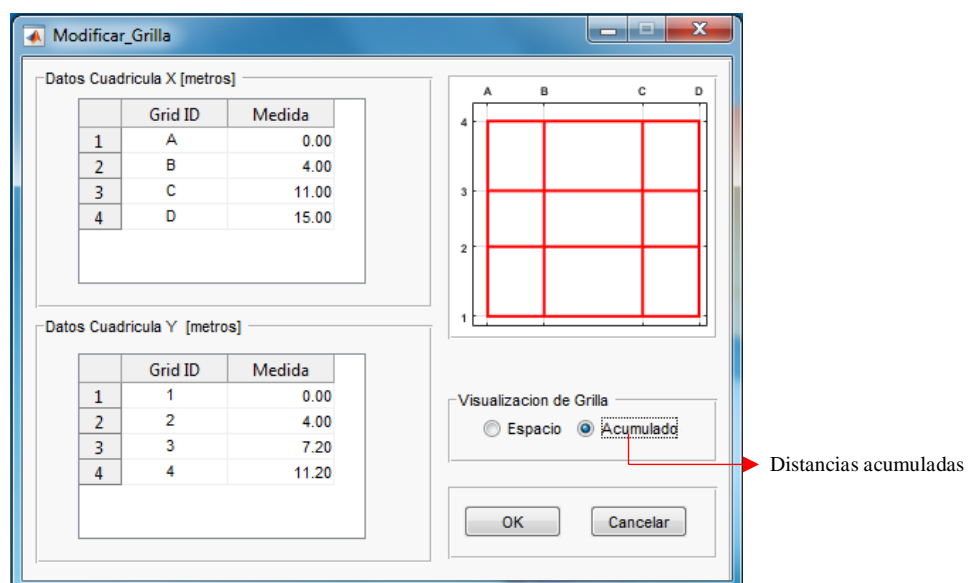 Modificar_Grilla
Datos Cuadricula X [metros]
Grid ID Medida
1 A 0.00
2 B 4.00
3 C 11.00
4 D 15.00
A B C D
4
3
2
1
Datos Cuadricula Y [metros]
Grid ID Medida
1 1 0.00
2 2 4.00
3 3 7.20
4 4 11.20
Visualizacion de Grilla
Espacio Acumulado
Distancias acumuladas
OK Cancelar